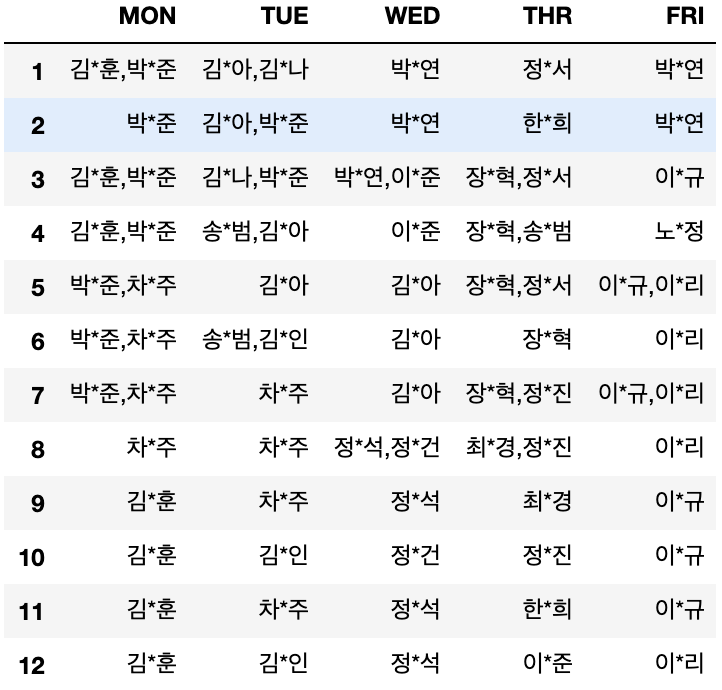 MON TUE WED THR FRI
1 김*훈,박*준 김*아,김*나 박*연 정*서 박*연
2 박*준 김*아,박*준 박*연 한*희 박*연
3 김*훈,박*준 김*나,박*준 박*연,이*준 장*혁,정*서 이*규
4 김*훈,박*준 송*범,김*아 이*준 장*혁,송*범 노*정
5 박*준,차*주 김*아 김*아 장*혁,정*서 이*규,이*리
6 박*준,차*주 송*범,김*인 김*아 장*혁 이*리
7 박*준,차*주 차*주 김*아 장*혁,정*진 이*규,이*리
8 차*주 차*주 정*석,정*건 최*경,정*진 이*리
9 김*훈 차*주 정*석 최*경 이*규
10 김*훈 김*인 정*건 정*진 이*규
11 김*훈 차*주 정*석 한*희 이*규
12 김*훈 김*인 정*석 이*준 이*리